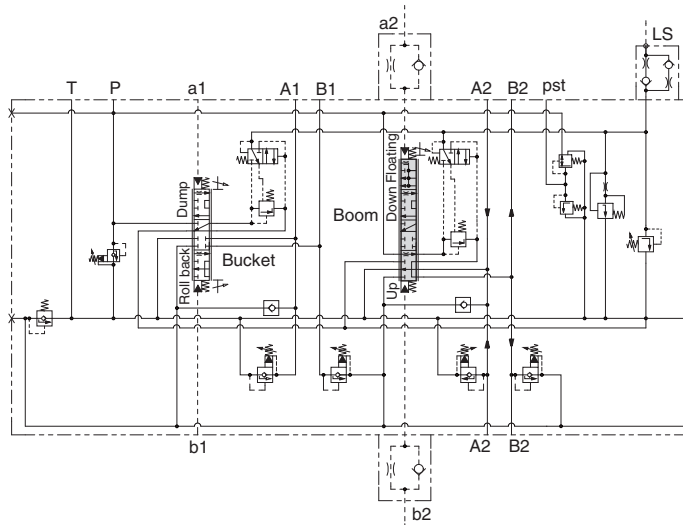 a2
LS
T P a1 A1 B1 A2 B2 pst
Dump
Down Floating
Boom
Bucket
Roll back
Up
b1 A2 B2
b2